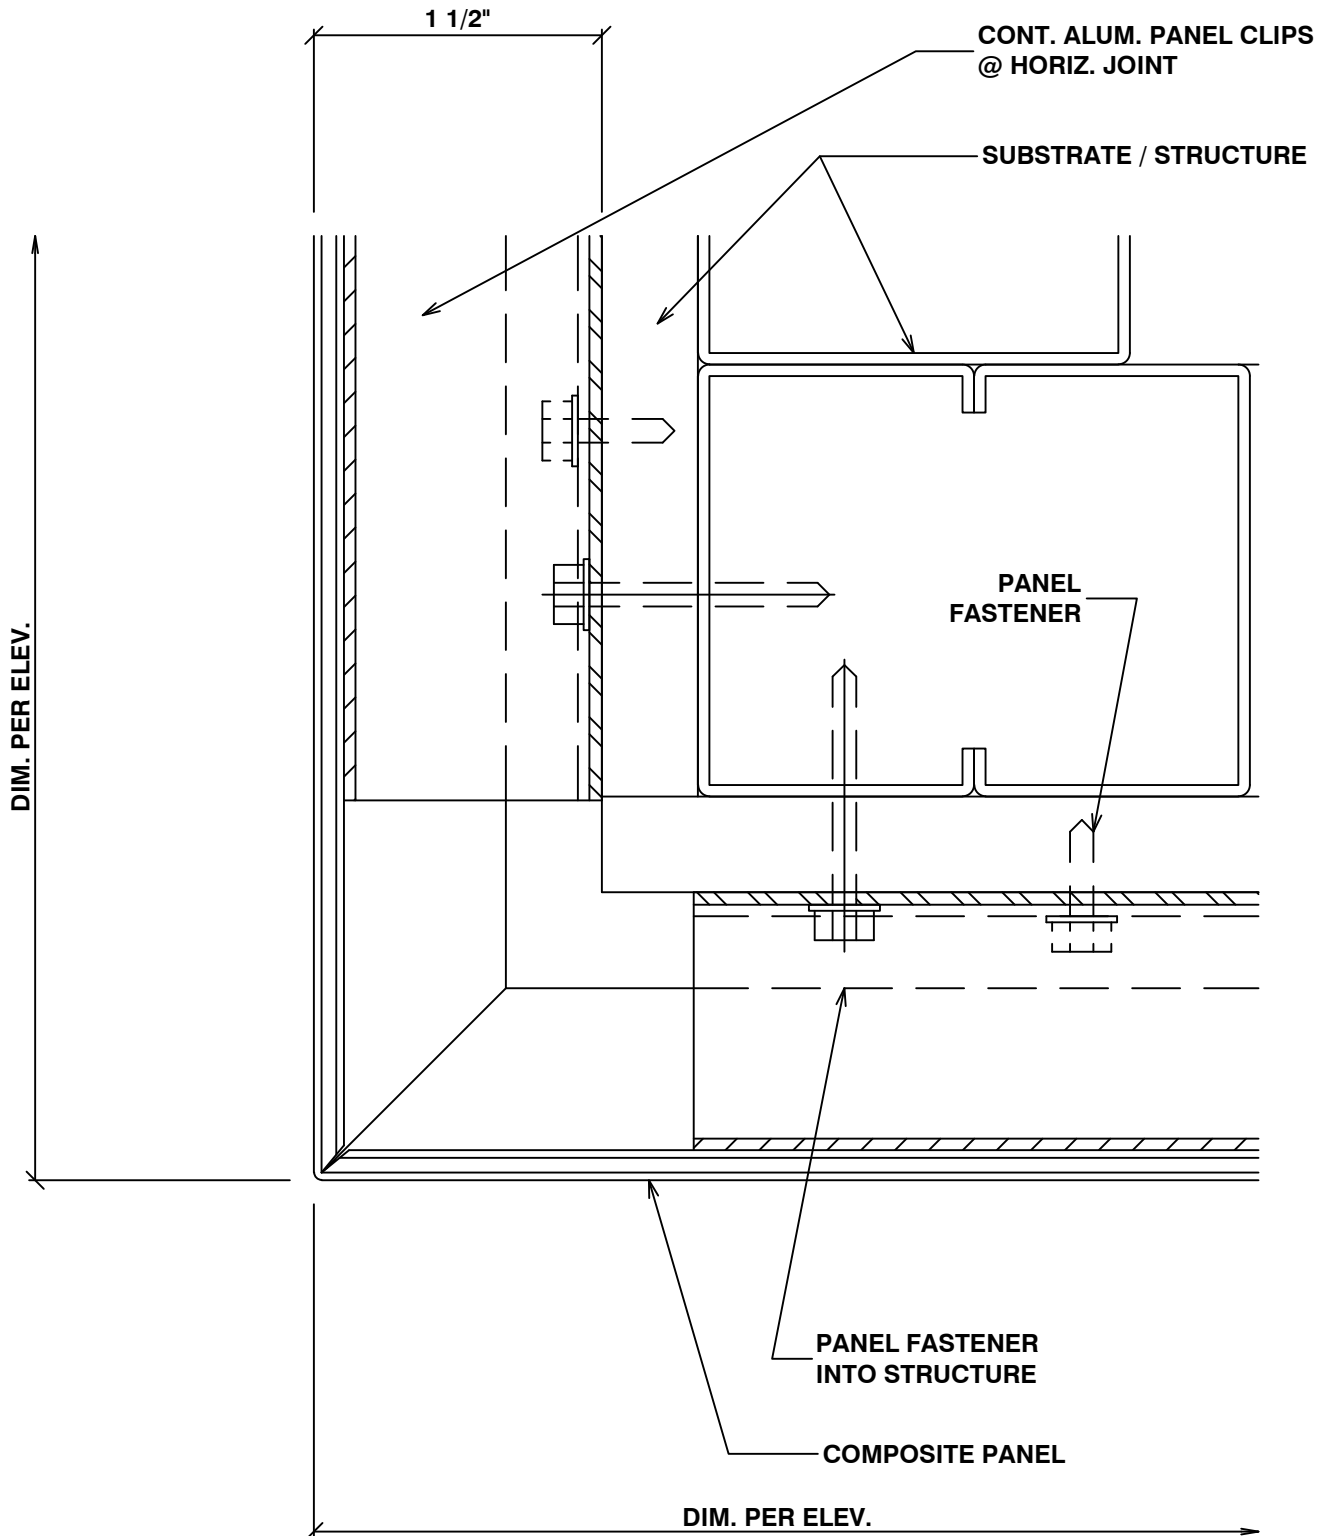 1 1/2"
CONT. ALUM. PANEL CLIPS
@ HORIZ. JOINT
SUBSTRATE / STRUCTURE
PANEL
FASTENER
DIM. PER ELEV.
PANEL FASTENER
INTO STRUCTURE
COMPOSITE PANEL
DIM. PER ELEV.